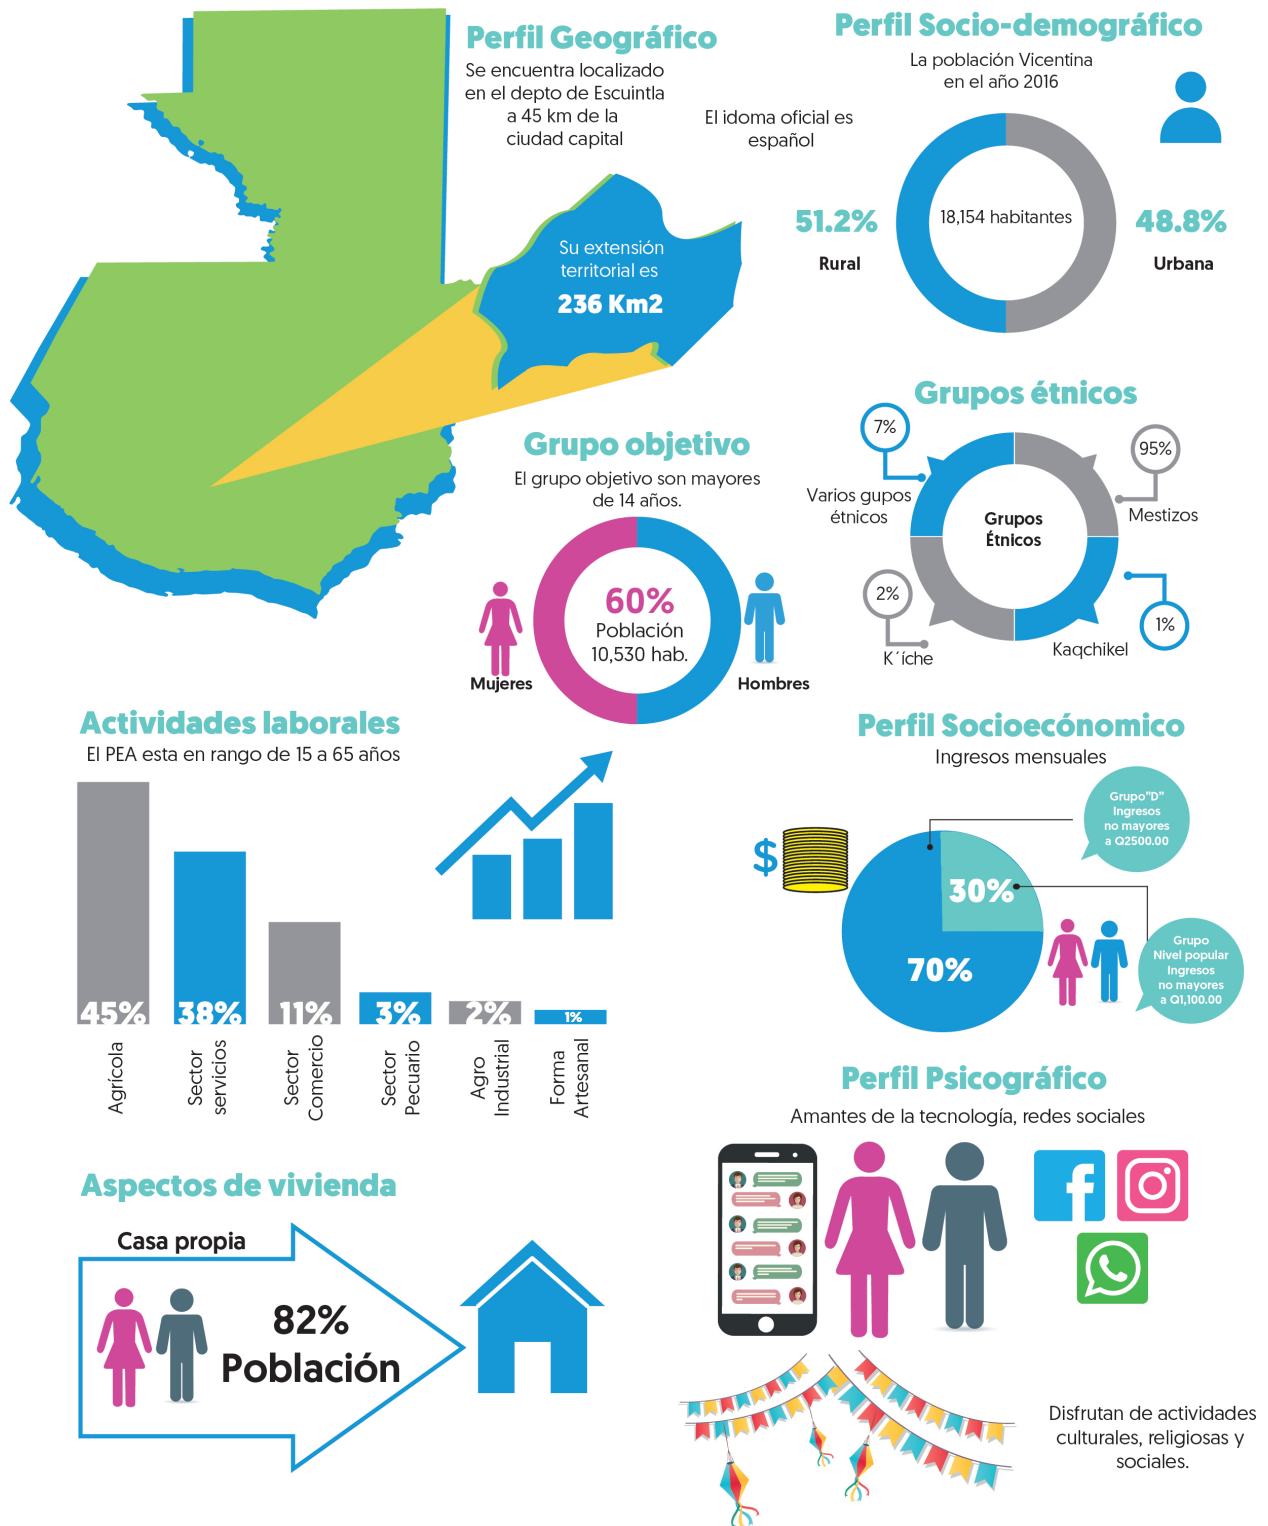 Perfil Geográfico
Se encuentra localizado
en el depto de Escuintla
a 45 km de la
ciudad capital
Su extensión
territorial es
236 Km2
Perfil Socio-demográfico
La población Vicentina
en el año 2016
El idoma oficial es
español
51.2%
Rural
18,154 habitantes
48.8%
Urbana
Grupo objetivo
El grupo objetivo son mayores
de 14 años.
60%
Población
10,530 hab.
Mujeres
Hombres
Grupos étnicos
7%
Varios gupos
étnicos
95%
Mestizos
Grupos
Étnicos
2%
K´íche
1%
Kaqchikel
Actividades laborales
El PEA esta en rango de 15 a 65 años
45%
38%
11%
3%
2%
1%
Agrícola
Sector
servicios
Sector
Comercio
Sector
Pecuario
Agro
Industrial
Forma
Artesanal
Perfil Socioecónomico
Ingresos mensuales
Grupo"D"
Ingresos
no mayores
a Q2500.00
$
30%
70%
Grupo
Nivel popular
Ingresos
no mayores
a Q1,100.00
Aspectos de vivienda
Casa propia
82%
Población
Perfil Psicográfico
Amantes de la tecnología, redes sociales
Disfrutan de actividades
culturales, religiosas y
sociales.